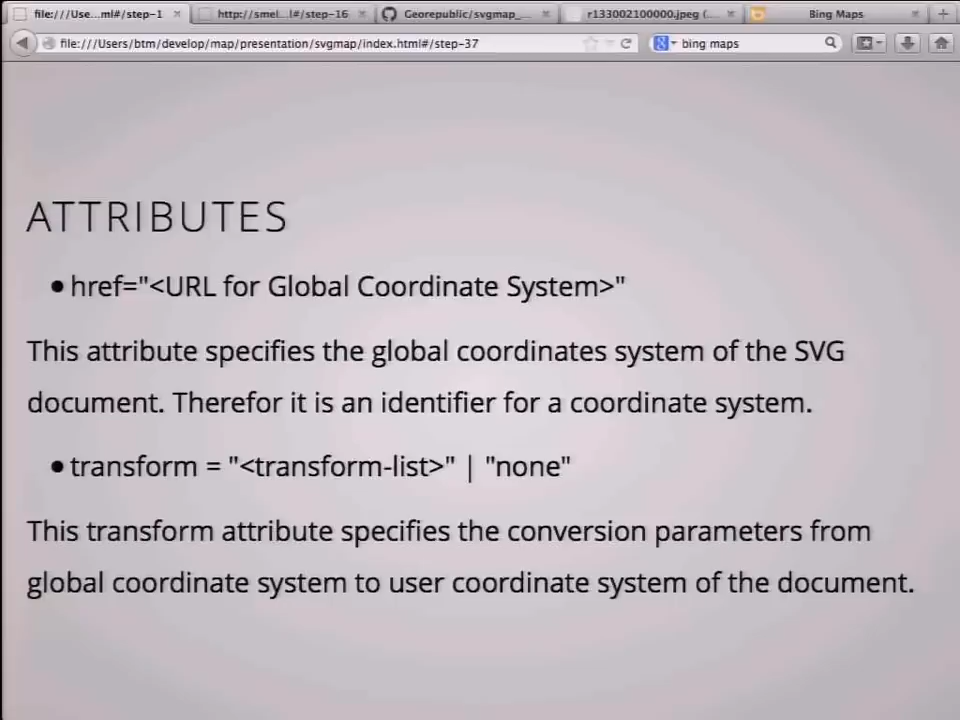 file:///Use...ml#/step-1
http://smel...l#/step-16
Georepublic/svgmap_...
r133002100000.jpeg (...
Bing Maps
file:///Users/btm/develop/map/presentation/svgmap/index.html#/step-37
bing maps
ATTRIBUTES
• href="<URL for Global Coordinate System>"
This attribute specifies the global coordinates system of the SVG
document. Therefor it is an identifier for a coordinate system.
• transform = "<transform-list>" | "none"
This transform attribute specifies the conversion parameters from
global coordinate system to user coordinate system of the document.